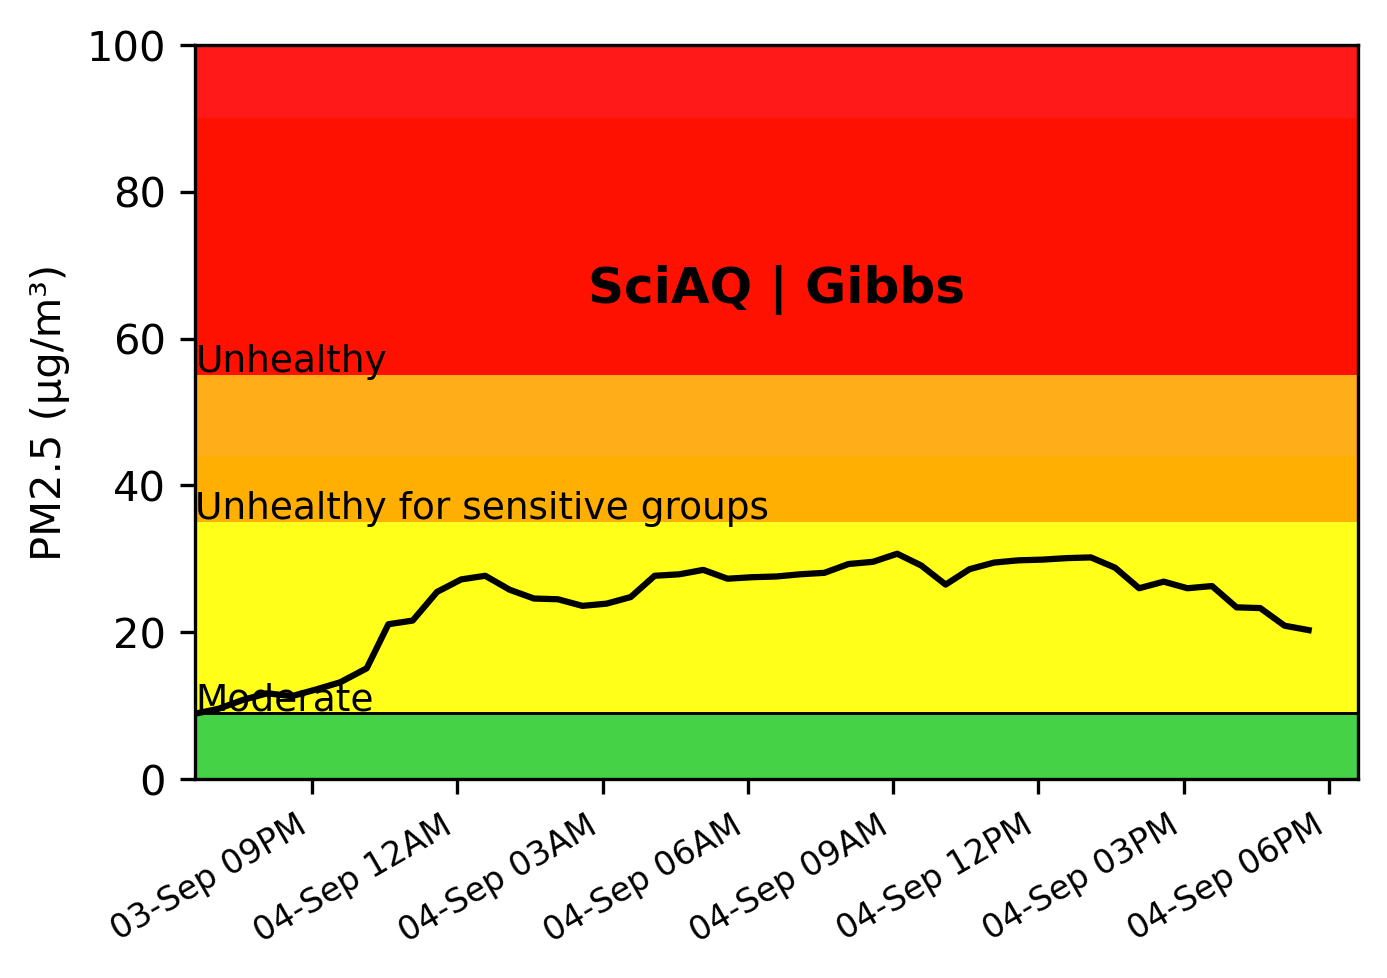 100
80
60
40
20
0
PM2.5 (µg/m³)
SciAQ | Gibbs
Unhealthy
Unhealthy for sensitive groups
Moderate
03-Sep 09PM
04-Sep 12AM
04-Sep 03AM
04-Sep 06AM
04-Sep 09AM
04-Sep 12PM
04-Sep 03PM
04-Sep 06PM